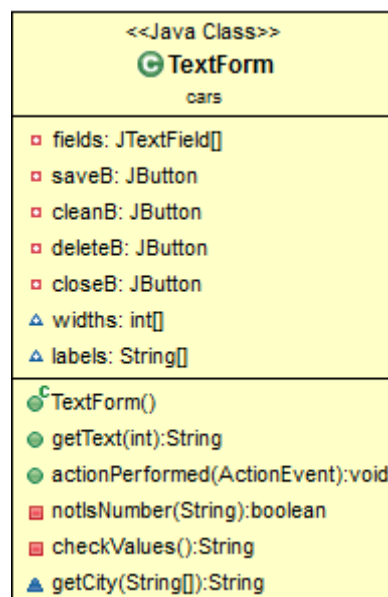 <<Java Class>>
C TextForm
cars
fields: JTextField[]
saveB: JButton
cleanB: JButton
deleteB: JButton
closeB: JButton
widths: int[]
labels: String[]
C TextForm()
getText(int):String
actionPerformed(ActionEvent):void
notIsNumber(String):boolean
checkValues():String
getCity(String[]):String